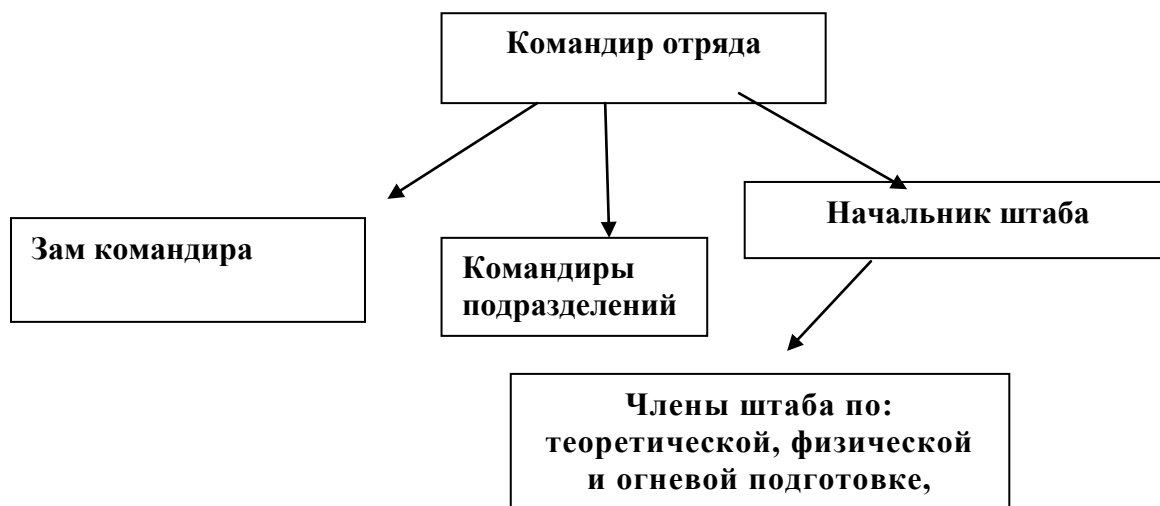 Командир отряда
Зам командира
Начальник штаба
Командиры
подразделений
Члены штаба по:
теоретической, физической
и огневой подготовке,